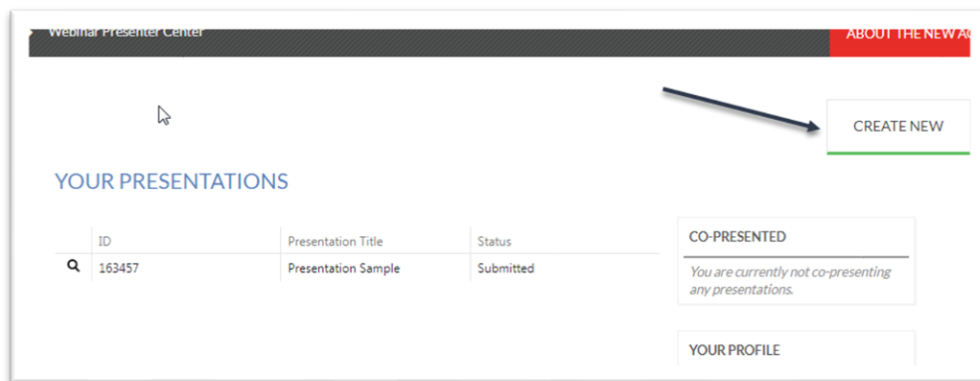 Webinar Presenter Center
ABOUT THE NEW AC
CREATE NEW
YOUR PRESENTATIONS
ID Presentation Title Status
163457 Presentation Sample Submitted
CO-PRESENTED
You are currently not co-presenting
any presentations.
YOUR PROFILE